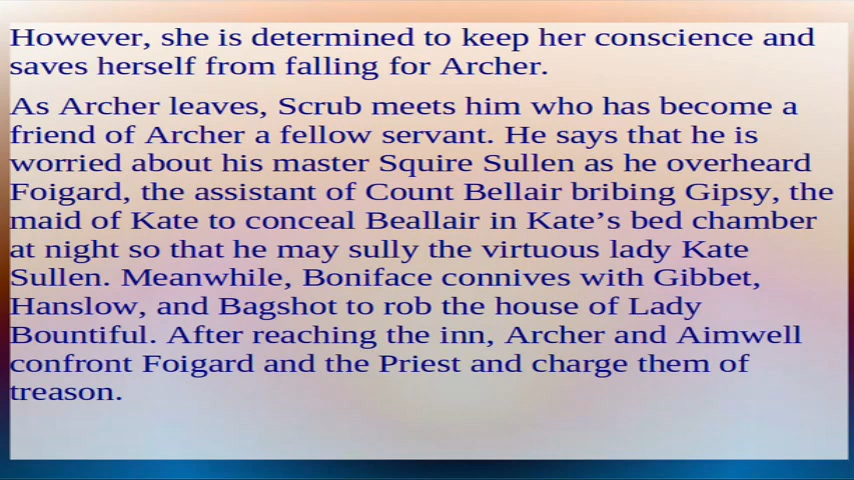 However, she is determined to keep her conscience and
saves herself from falling for Archer.
As Archer leaves, Scrub meets him who has become a
friend of Archer a fellow servant. He says that he is
worried about his master Squire Sullen as he overheard
Foigard, the assistant of Count Bellair bribing Gipsy, the
maid of Kate to conceal Beallair in Kate's bed chamber
at night so that he may sully the virtuous lady Kate
Sullen. Meanwhile, Boniface connives with Gibbet,
Hanslow, and Bagshot to rob the house of Lady
Bountiful. After reaching the inn, Archer and Aimwell
confront Foigard and the Priest and charge them of
treason.